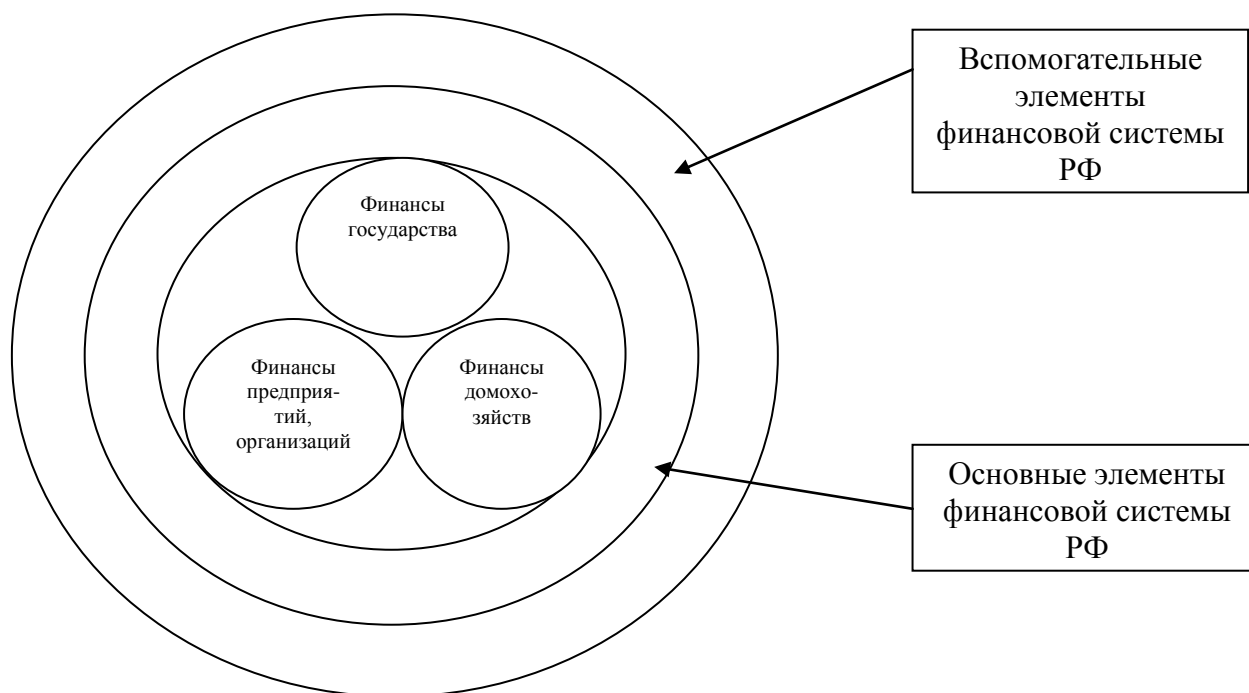 Вспомогательные
элементы
финансовой системы
РФ
Финансы
государства
Финансы
предприя-
тий,
организаций
Финансы
домохо-
зяйств
Основные элементы
финансовой системы
РФ